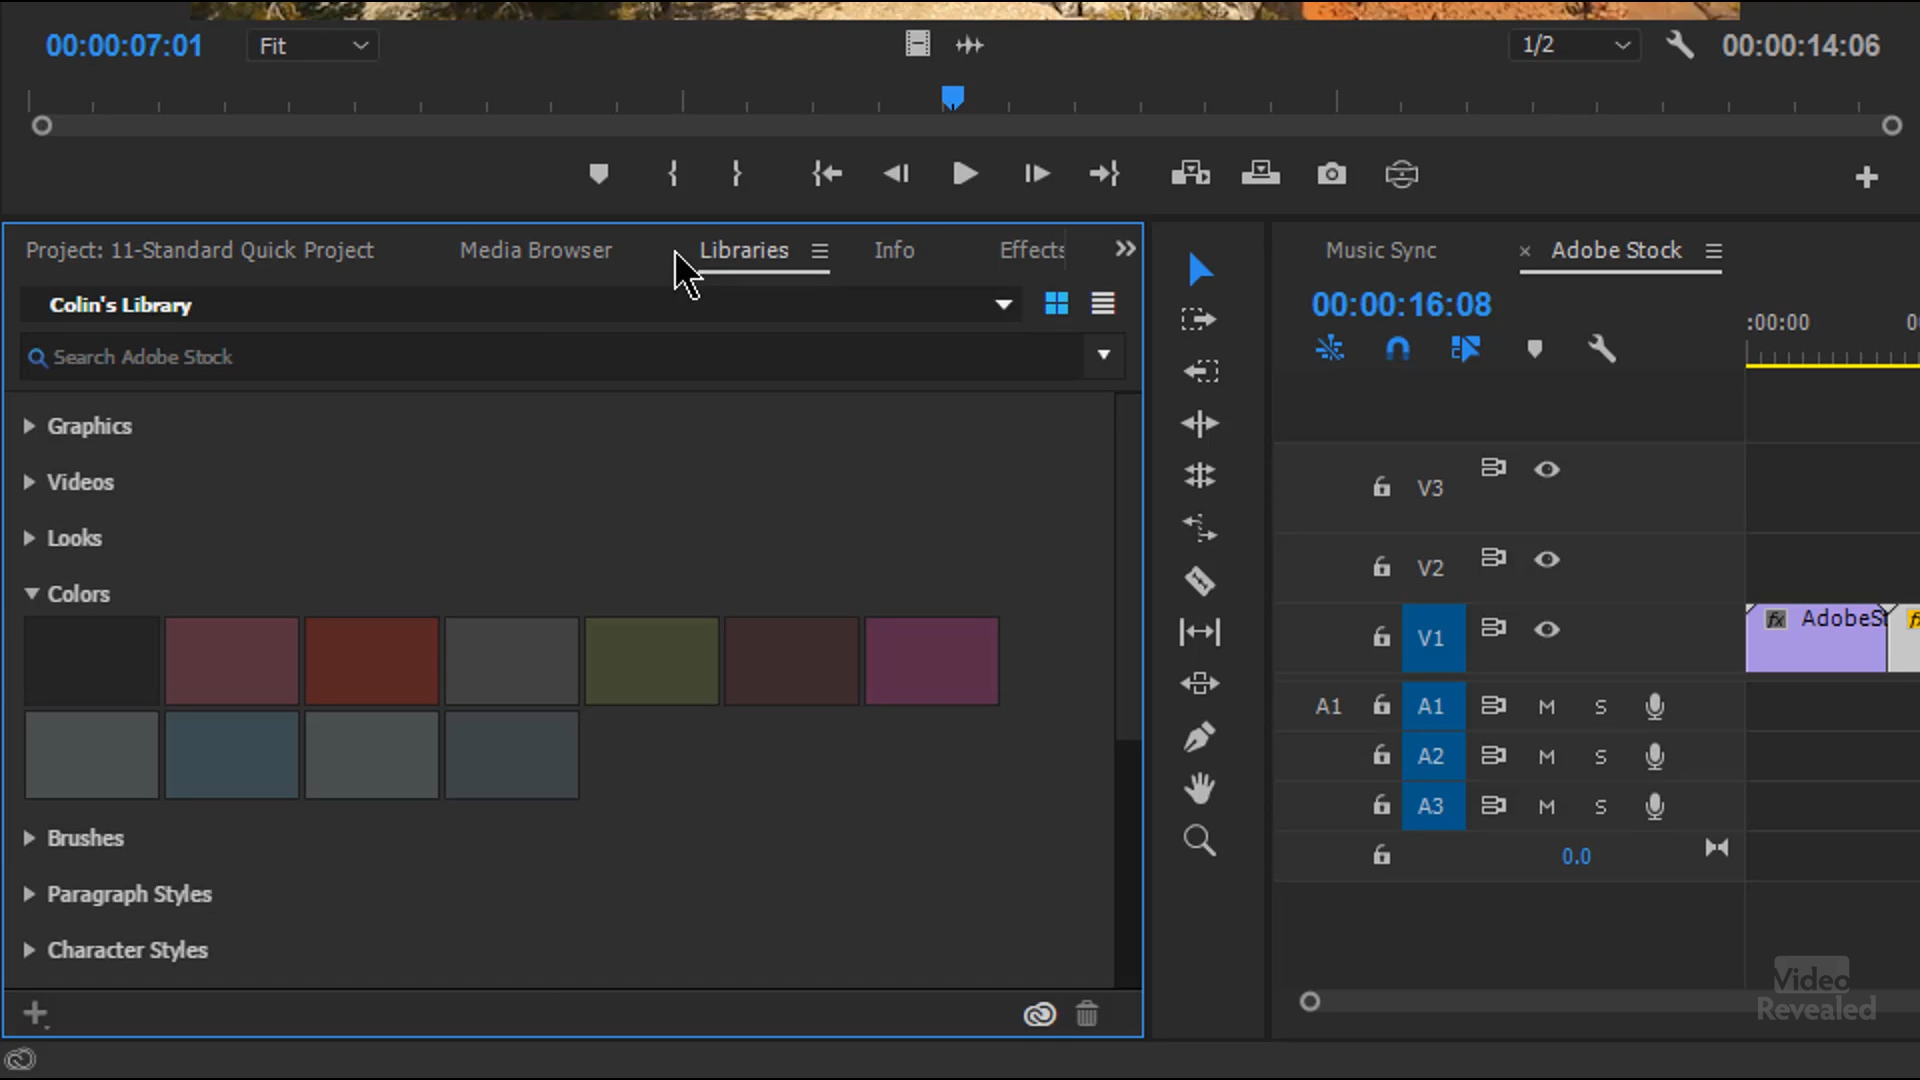 00:00:07:01 Fit 1/2 00:00:14:06
Project: 11-Standard Quick Project Media Browser Libraries Info Effects
Colin's Library
Search Adobe Stock
Graphics
Videos
Looks
Colors
Brushes
Paragraph Styles
Character Styles
Music Sync × Adobe Stock
00:00:16:08
:00:00
V3
V2
V1
fx AdobeSt
A1 A1 M S
A2 M S
A3 M S
0.0
Video
Revealed